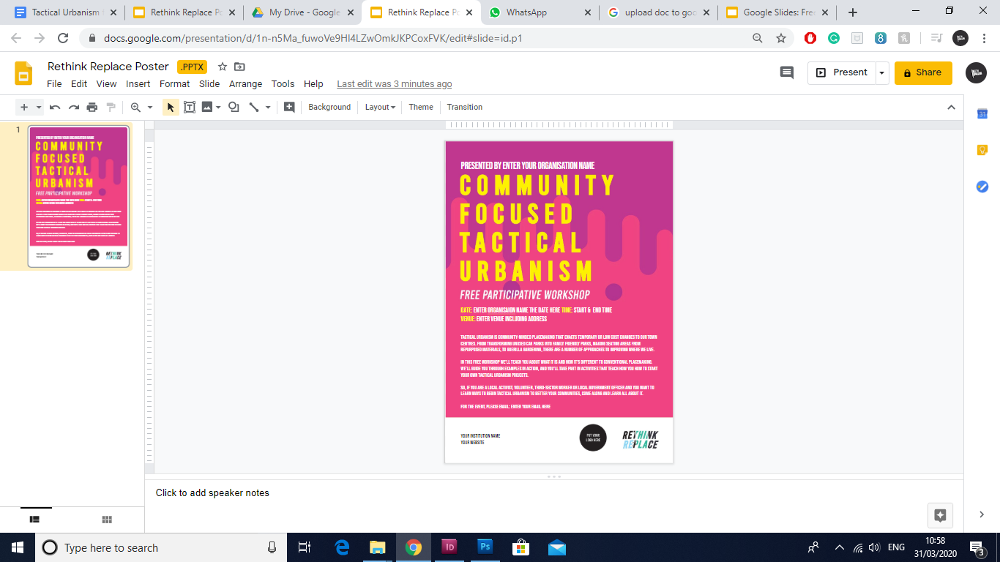 Tactical Urbanism
Rethink Replace Po
My Drive - Google
Rethink Replace Po
WhatsApp
upload doc to goo
Google Slides: Free
docs.google.com/presentation/d/1n-n5Ma_fuwoVe9HI4LZwOmkJKPCoxFVK/edit#slide=id.p1
Rethink Replace Poster .PPTX
Present
Share
File Edit View Insert Format Slide Arrange Tools Help Last edit was 3 minutes ago
Background Layout Theme Transition
1
PRESENTED BY ENTER YOUR ORGANISATION NAME
COMMUNITY
FOCUSED
TACTICAL
URBANISM
FREE PARTICIPATIVE WORKSHOP
PRESENTED BY ENTER YOUR ORGANISATION NAME
COMMUNITY
FOCUSED
TACTICAL
URBANISM
FREE PARTICIPATIVE WORKSHOP
DATE: ENTER ORGANISAION NAME THE DATE HERE TIME: START & END TIME
VENUE: ENTER VENUE INCLUDING ADDRESS
TACTICAL URBANISM IS COMMUNITY-MINDED PLACEMAKING THAT ENACTS TEMPORARY OR LOW COST CHANGES TO OUR TOWN
CENTRES. FROM TRANSFORMING UNUSED CAR PARKS INTO FAMILY FRIENDLY PARKS, MAKING SEATING AREAS FROM
REPURPOSED MATERIALS, TO GUERILLA GARDENING, THERE ARE A NUMBER OF APPROACHES TO IMPROVING WHERE WE LIVE.
IN THIS FREE WORKSHOP WE'LL TEACH YOU ABOUT WHAT IT IS AND HOW IT'S DIFFERENT TO CONVENTIONAL PLACEMAKING.
WE'LL GUIDE YOU THROUGH EXAMPLES IN ACTION, AND YOU'LL TAKE PART IN ACTIVITIES THAT TEACH HOW YOU HOW TO START
YOUR OWN TACTICAL URBANISM PROJECTS.
SO, IF YOU ARE A LOCAL ACTIVIST, VOLUNTEER, THIRD-SECTOR WORKER OR LOCAL GOVERNMENT OFFICER AND YOU WANT TO
LEARN WAYS TO BEGIN TACTICAL URBANISM TO BETTER YOUR COMMUNITIES, COME ALONG AND LEARN ALL ABOUT IT.
FOR THE EVENT, PLEASE EMAIL: ENTER YOUR EMAIL HERE
YOUR INSTITUTION NAME
YOUR WEBSITE
PUT YOUR
LOGO HERE
RETHINK
REPLACE
RETHINK
REPLACE
Click to add speaker notes
Type here to search
ENG
10:58
31/03/2020
3